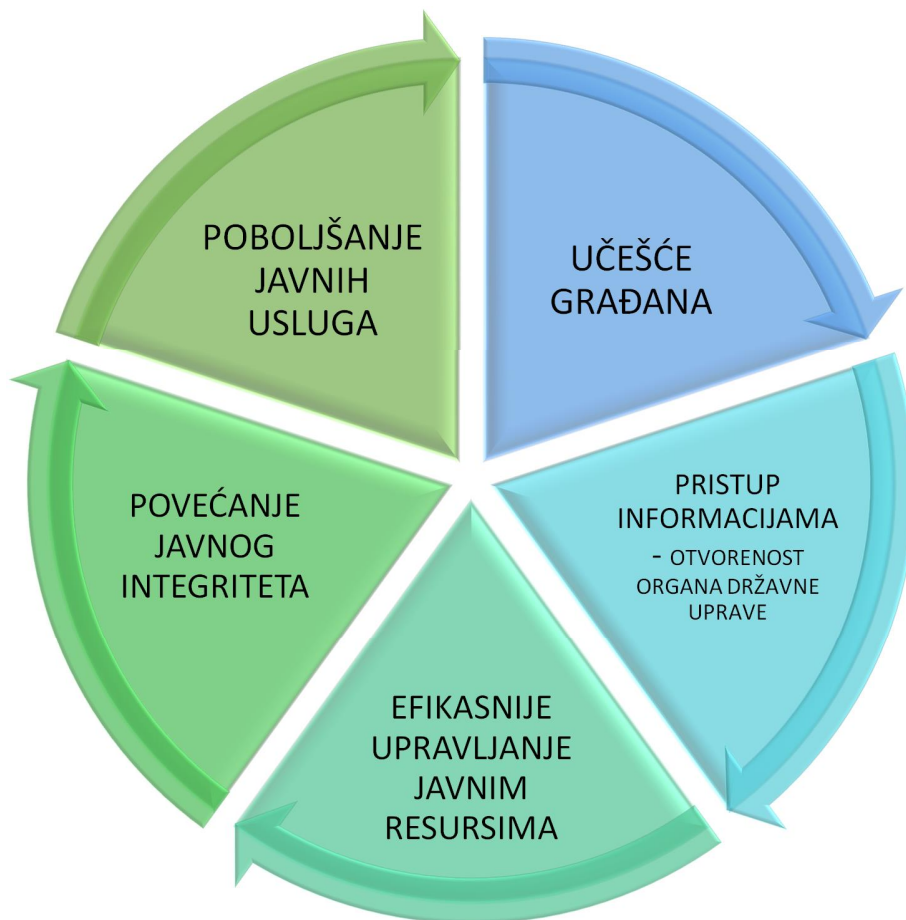 POBOLJŠANJE
JAVNIH
USLUGA
UČEŠĆE
GRAĐANA
PRISTUP
INFORMACIJAMA
- OTVORENOST
ORGANA DRŽAVNE
UPRAVE
EFIKASNIJE
UPRAVLJANJE
JAVNIM
RESURSIMA
POVEĆANJE
JAVNOG
INTEGRITETA